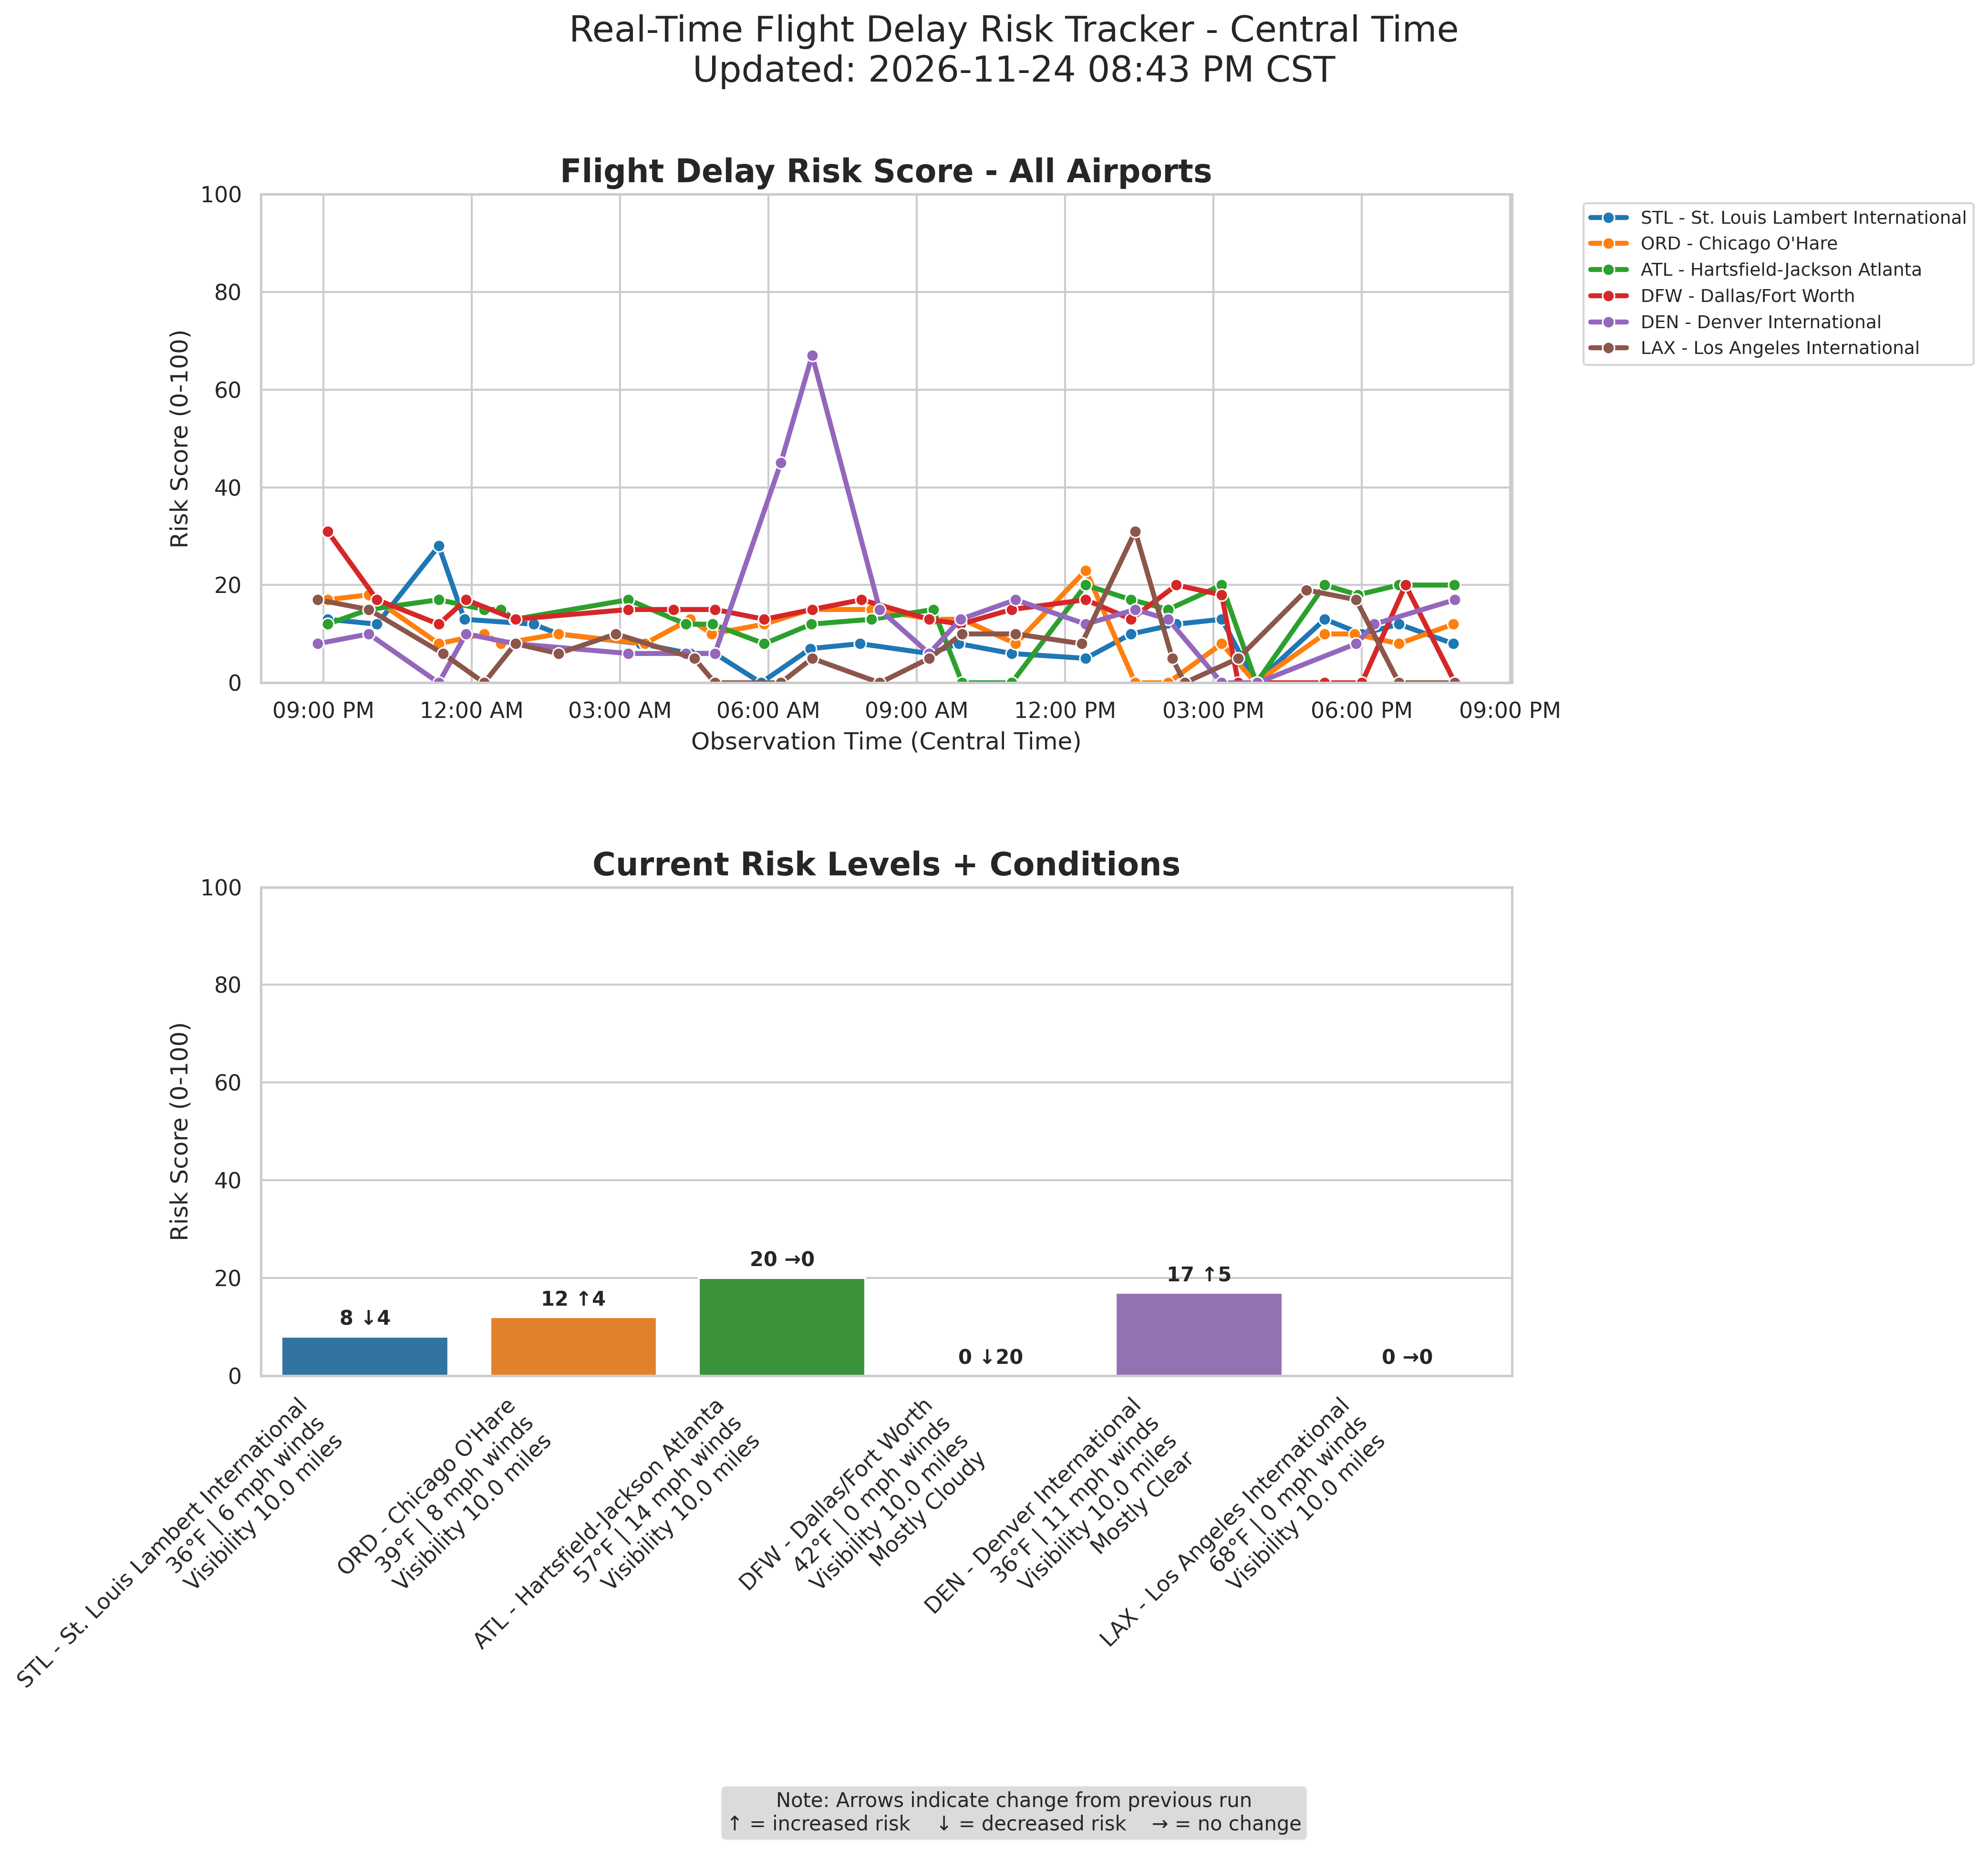 Real-Time Flight Delay Risk Tracker - Central Time
Updated: 2026-11-24 08:43 PM CST
Flight Delay Risk Score - All Airports
Risk Score (0-100)
100
80
60
40
20
0
09:00 PM
12:00 AM
03:00 AM
06:00 AM
09:00 AM
12:00 PM
03:00 PM
06:00 PM
09:00 PM
Observation Time (Central Time)
STL - St. Louis Lambert International
ORD - Chicago O'Hare
ATL - Hartsfield-Jackson Atlanta
DFW - Dallas/Fort Worth
DEN - Denver International
LAX - Los Angeles International
Current Risk Levels + Conditions
Risk Score (0-100)
100
80
60
40
20
0
8 ↓4
12 ↑4
20 →0
0 ↓20
17 ↑5
0 →0
STL - St. Louis Lambert International
36°F | 6 mph winds
Visibility 10.0 miles
ORD - Chicago O'Hare
39°F | 8 mph winds
Visibility 10.0 miles
ATL - Hartsfield-Jackson Atlanta
57°F | 14 mph winds
Visibility 10.0 miles
DFW - Dallas/Fort Worth
42°F | 0 mph winds
Visibility 10.0 miles
Mostly Cloudy
DEN - Denver International
36°F | 11 mph winds
Visibility 10.0 miles
Mostly Clear
LAX - Los Angeles International
68°F | 0 mph winds
Visibility 10.0 miles
Note: Arrows indicate change from previous run
↑ = increased risk ↓ = decreased risk → = no change